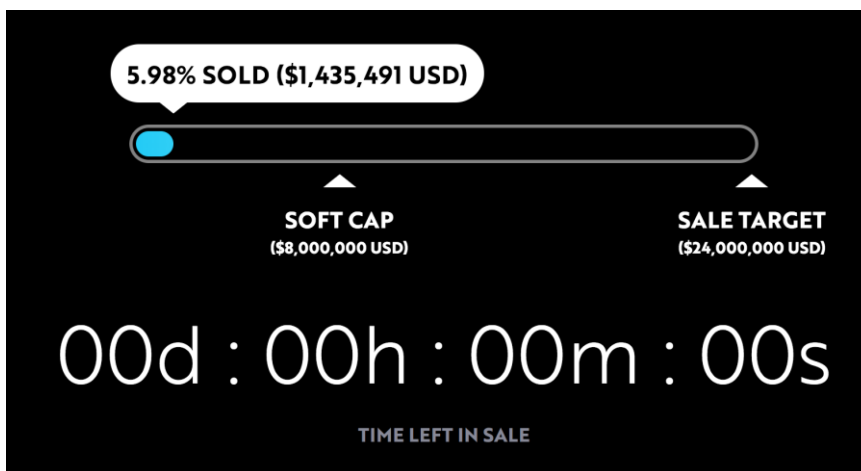 5.98% SOLD ($1,435,491 USD)
SOFT CAP
($8,000,000 USD)
SALE TARGET
($24,000,000 USD)
00d : 00h : 00m : 00s
TIME LEFT IN SALE